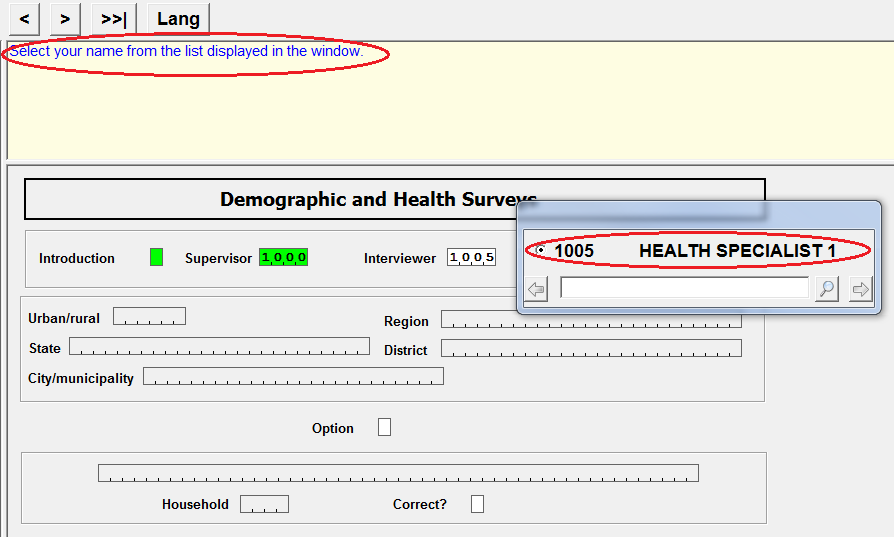 < > >>| Lang
Select your name from the list displayed in the window.
Demographic and Health Surveys
1005 HEALTH SPECIALIST 1
Introduction Supervisor 1000 Interviewer 1005
Urban/rural Region
State District
City/municipality
Option
Household Correct?